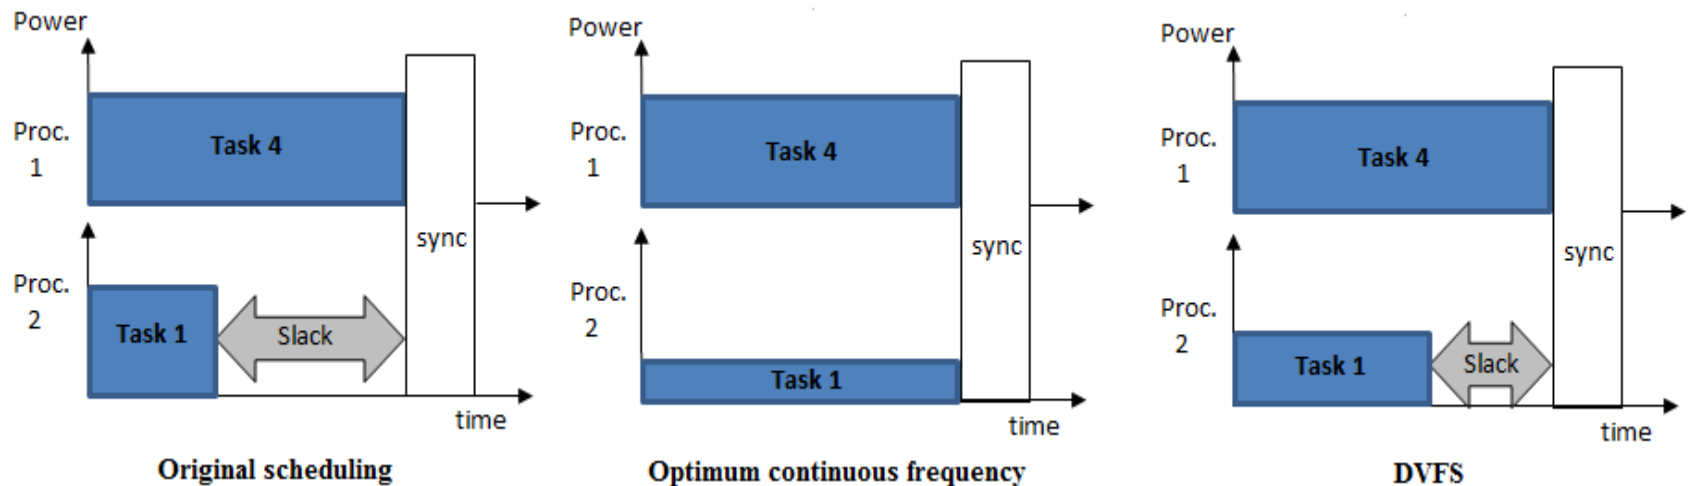 Power
Proc.
1
Task 4
sync
Proc.
2
Task 1
Slack
time
Original scheduling
Power
Proc.
1
Task 4
sync
Proc.
2
Task 1
time
Optimum continuous frequency
Power
Proc.
1
Task 4
sync
Proc.
2
Task 1
Slack
time
DVFS